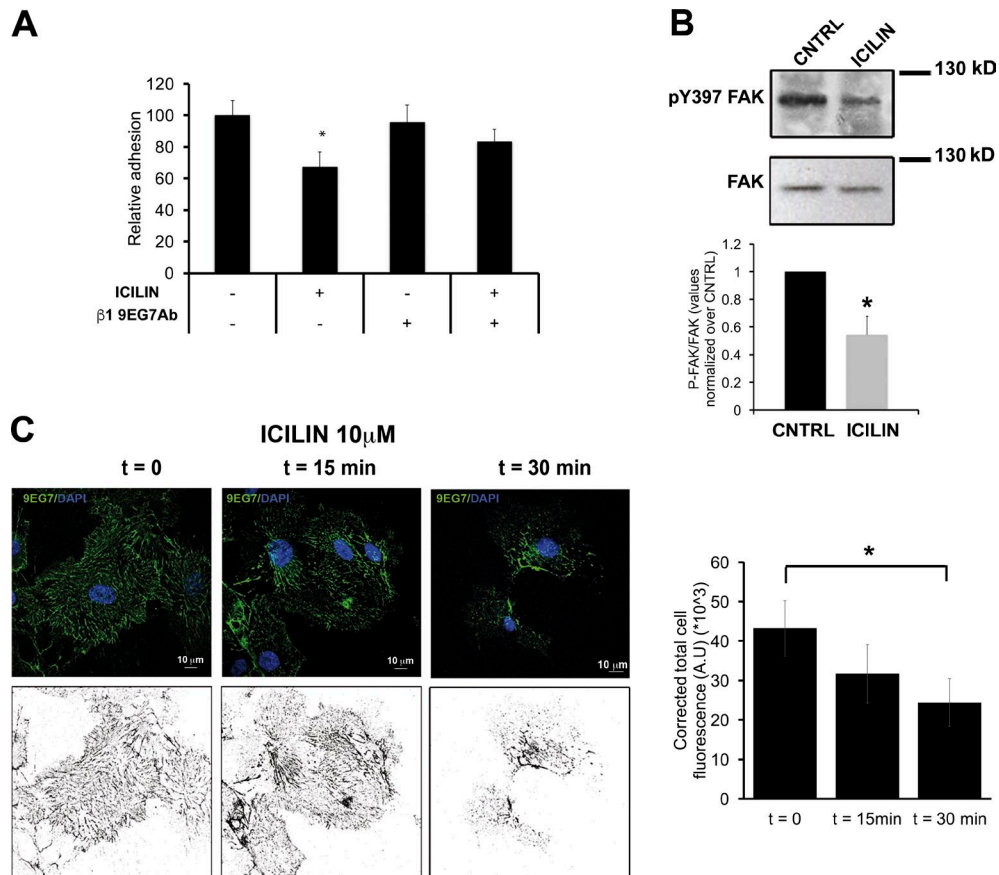 A
Relative adhesion
120
100
80
60
40
20
0
*
ICILIN - + - +
β1 9EG7Ab - - + +
B
CNTRL ICILIN
130 kD
pY397 FAK
130 kD
FAK
P-FAK/FAK (values
normalized over CNTRL)
1.2
1
0.8
0.6
0.4
0.2
0
*
CNTRL ICILIN
C
ICILIN 10μM
t = 0 t = 15 min t = 30 min
9EG7/DAPI 9EG7/DAPI 9EG7/DAPI
10 μm 10 μm 10 μm
Corrected total cell
fluorescence (A.U) (*10^3)
60
50
40
30
20
10
0
*
t = 0 t = 15min t = 30 min